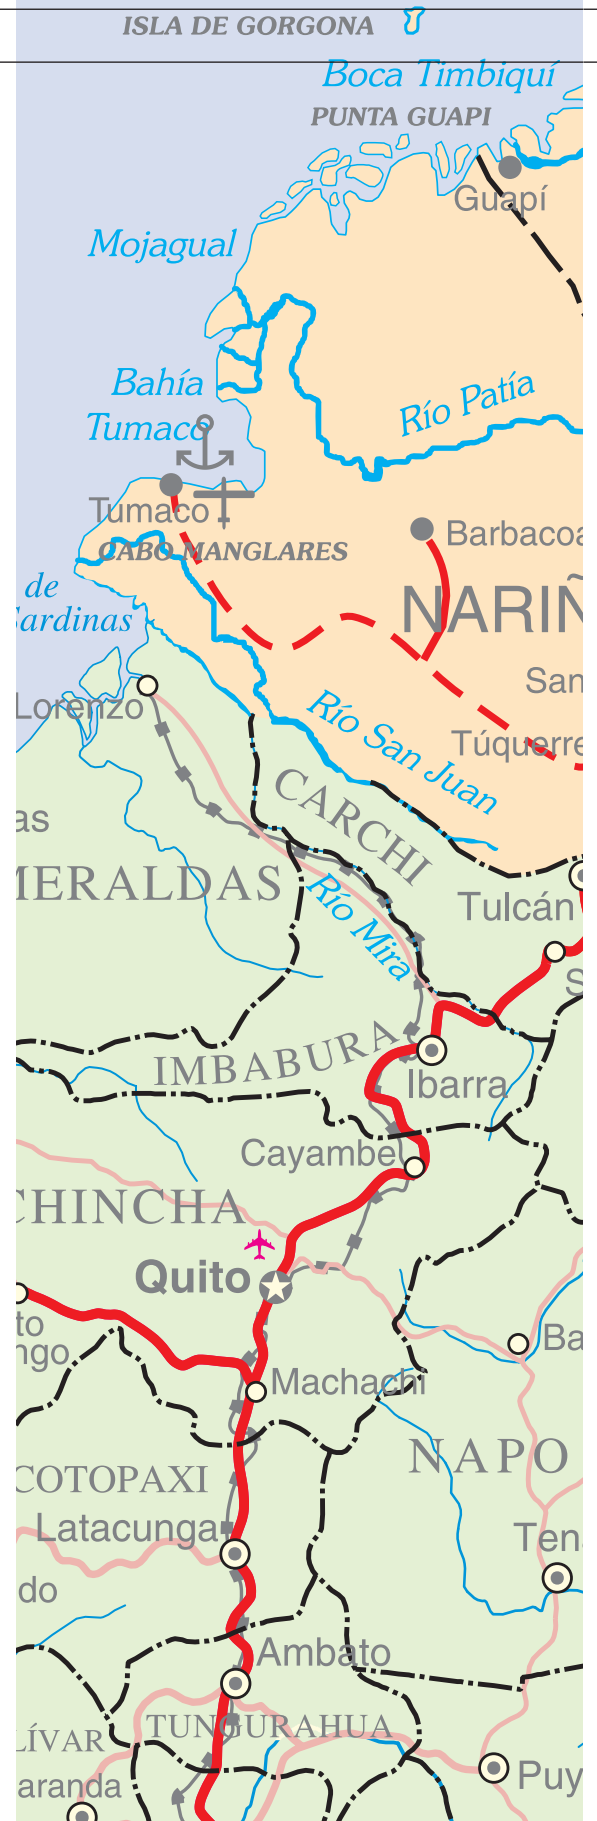 ISLA DE GORGONA
Boca Timbiquí
PUNTA GUAPI
Guapí
Mojagual
Bahía
Tumaco
Río Patía
Tumaco
Barbacoa
CABO MANGLARES
de
ardinas
NARIÑ
San
Lorenzo
Río San Juan
Túquerre
CARCHI
as
MERALDAS
Río Mira
Tulcán
S
IMBABURA
Ibarra
Cayambe
CHINCHA
Quito
to
ngo
Ba
Machachi
NAPO
COTOPAXI
Latacunga
Ten
do
Ambato
TUNGURAHUA
LÍVAR
aranda
Puy